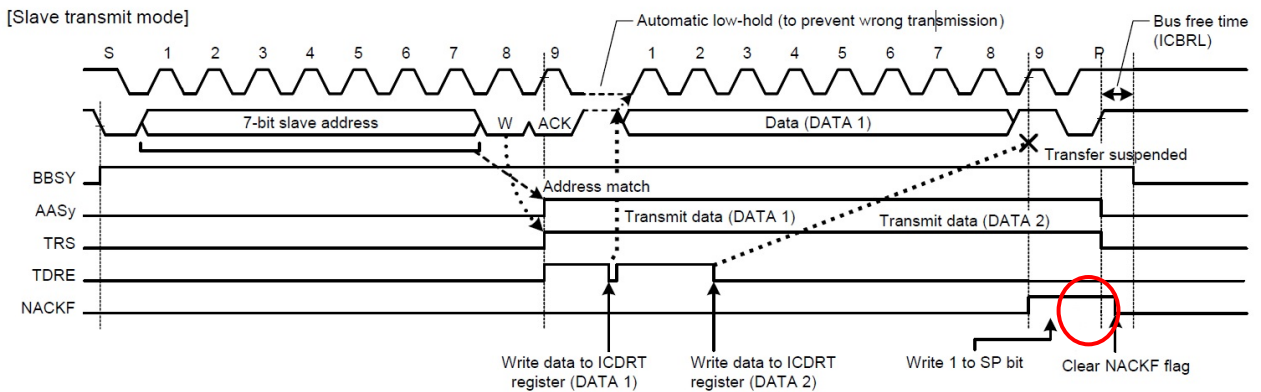 [Slave transmit mode]
Automatic low-hold (to prevent wrong transmission)
Bus free time
(ICBRL)
S 1 2 3 4 5 6 7 8 9 1 2 3 4 5 6 7 8 9 P
7-bit slave address W ACK Data (DATA 1)
Transfer suspended
BBSY
Address match
AASy
Transmit data (DATA 1) Transmit data (DATA 2)
TRS
TDRE
NACKF
Write data to ICDRT
register (DATA 1)
Write data to ICDRT
register (DATA 2)
Write 1 to SP bit
Clear NACKF flag